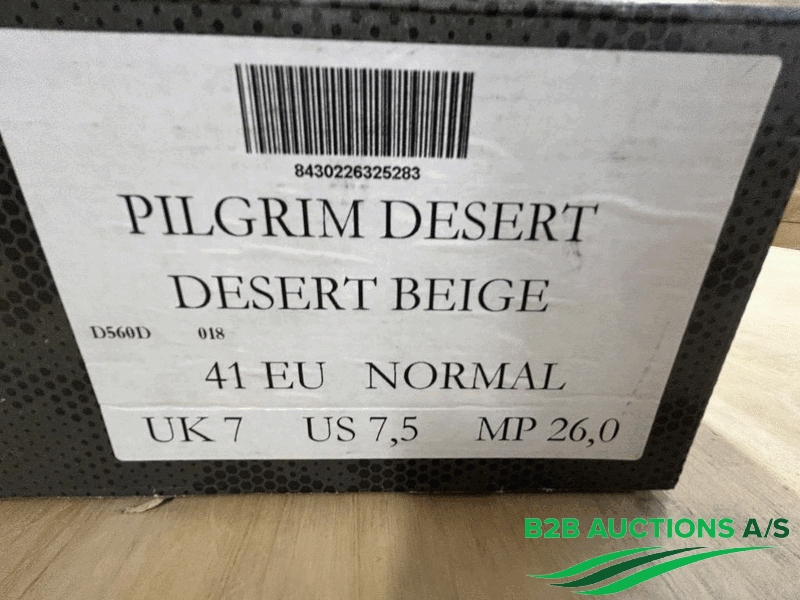 8430226325283
PILGRIM DESERT
DESERT BEIGE
D560D 018
41 EU NORMAL
UK 7 US 7,5 MP 26,0
B2B AUCTIONS A/S